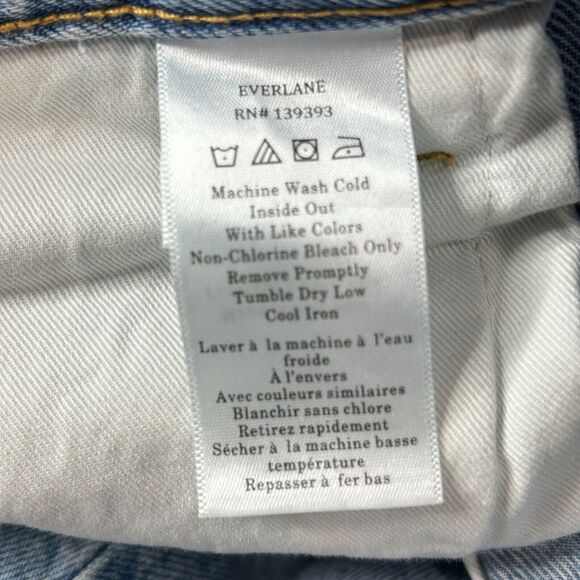 EVERLANE
RN# 139393
Machine Wash Cold
Inside Out
With Like Colors
Non-Chlorine Bleach Only
Remove Promptly
Tumble Dry Low
Cool Iron
Laver à la machine à l'eau
froide
À l'envers
Avec couleurs similaires
Blanchir sans chlore
Retirez rapidement
Sécher à la machine basse
température
Repasser à fer bas